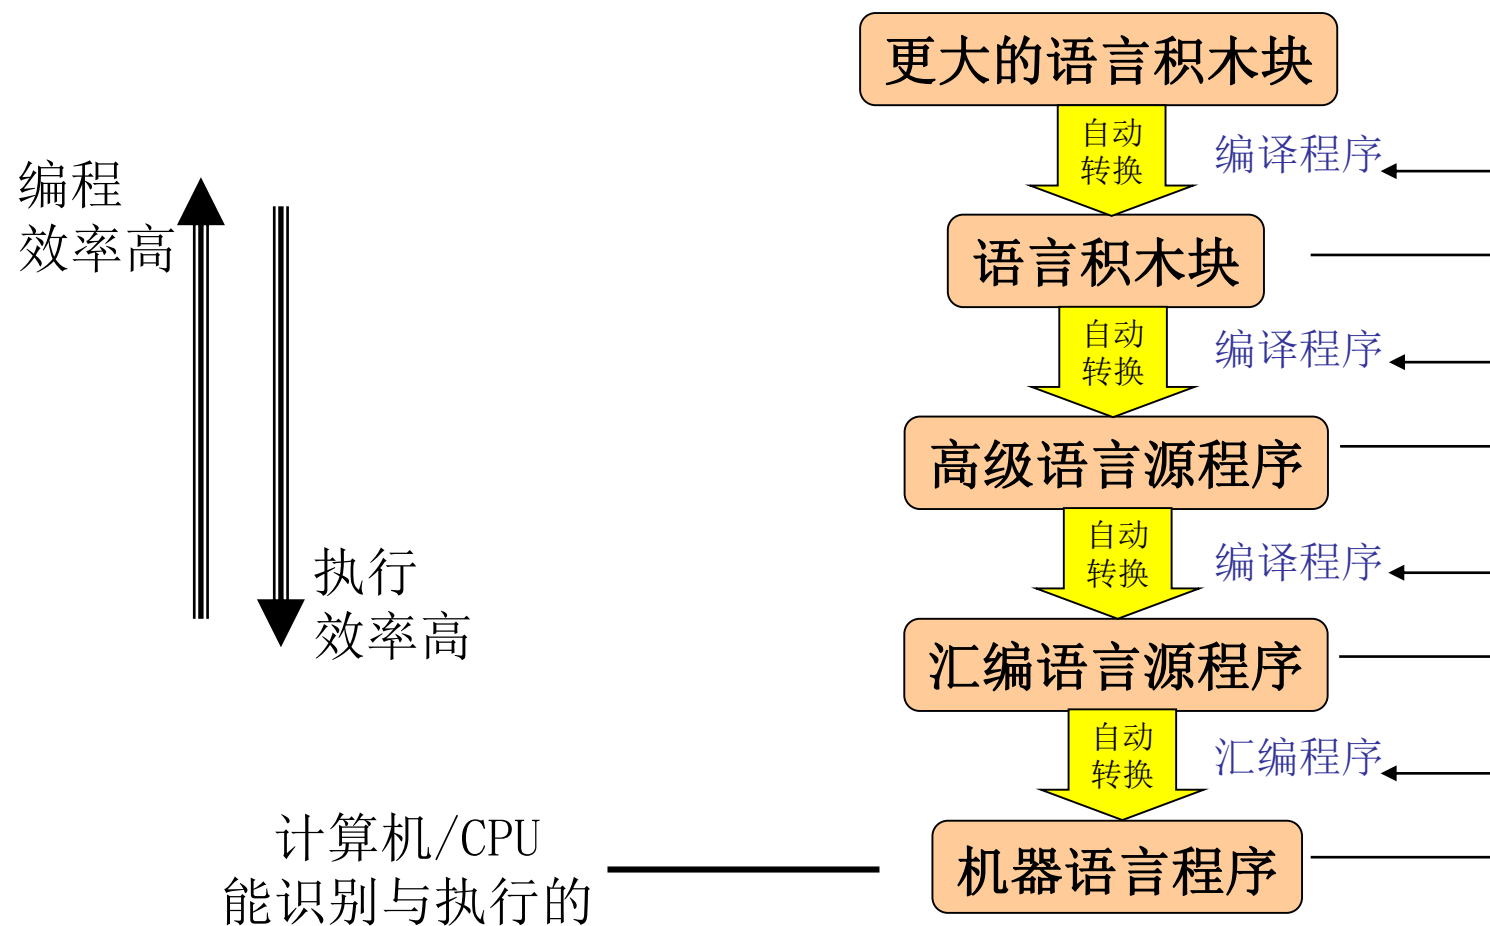 更大的语言积木块
自动
转换
编译程序
编程
效率高
语言积木块
自动
转换
编译程序
高级语言源程序
自动
转换
编译程序
执行
效率高
汇编语言源程序
自动
转换
汇编程序
计算机/CPU
能识别与执行的
机器语言程序